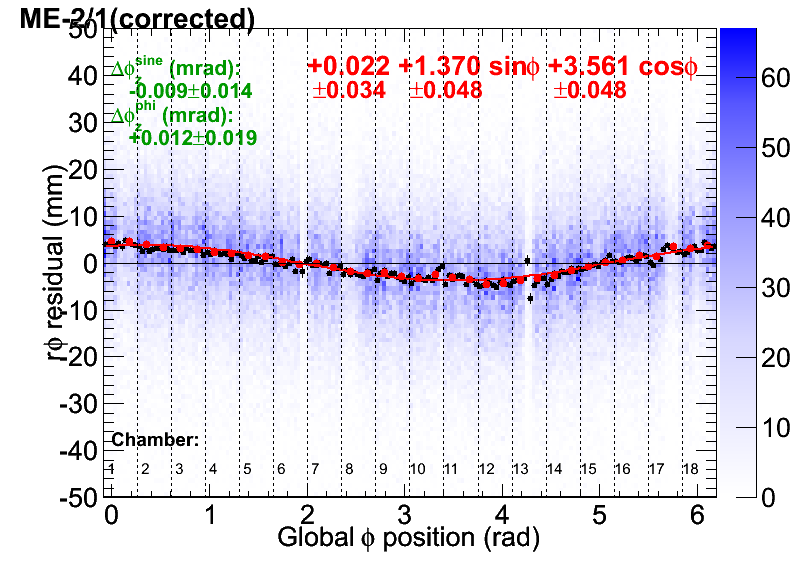 ME-2/1(corrected)
Δϕz^sine (mrad):
-0.009±0.014
Δϕz^phi (mrad):
+0.012±0.019
+0.022 +1.370 sinϕ +3.561 cosϕ
±0.034 ±0.048 ±0.048
50
40
30
20
10
0
-10
-20
-30
-40
-50
rϕ residual (mm)
Chamber:
1 2 3 4 5 6 7 8 9 10 11 12 13 14 15 16 17 18
0 1 2 3 4 5 6
Global ϕ position (rad)
60
50
40
30
20
10
0